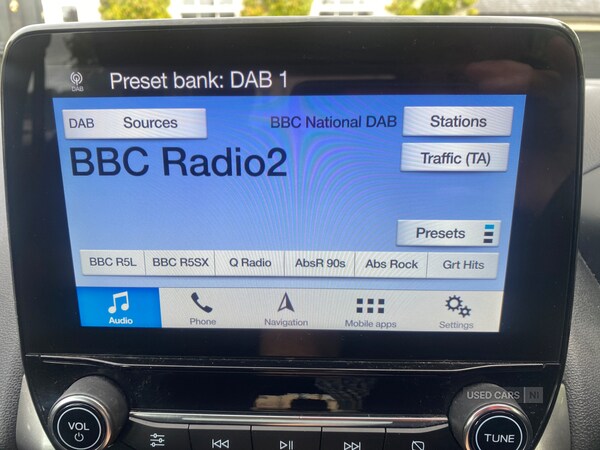 DAB
Preset bank: DAB 1
DAB Sources
BBC National DAB
Stations
BBC Radio2
Traffic (TA)
Presets
BBC R5L
BBC R5SX
Q Radio
AbsR 90s
Abs Rock
Grt Hits
Audio
Phone
Navigation
Mobile apps
Settings
USED CARS NI
VOL
TUNE